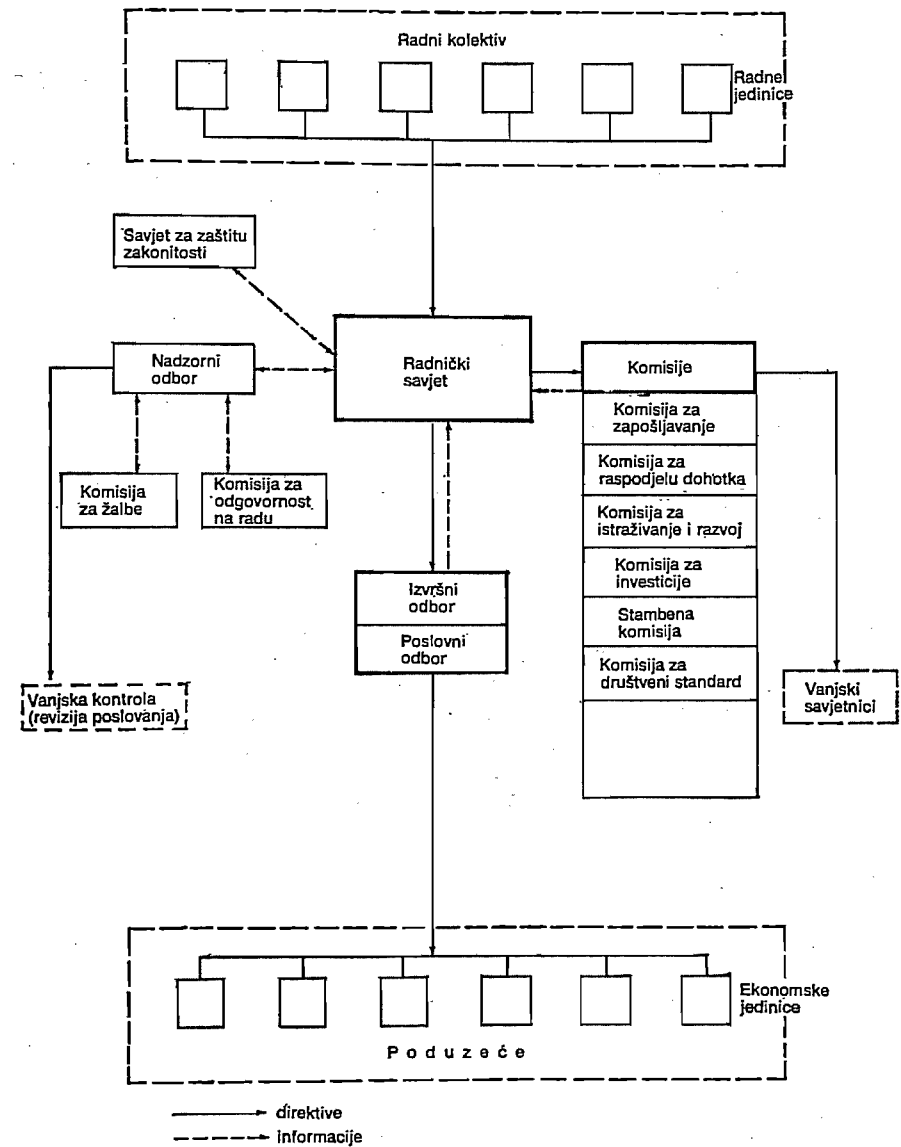 Radni kolektiv
Radne
jedinice
Savjet za zaštitu
zakonitosti
Nadzorni
odbor
Radnički
savjet
Komisije
Komisija za
zapošljavanje
Komisija za
raspodjelu dohotka
Komisija za
istraživanje i razvoj
Komisija za
investicije
Stambena
komisija
Komisija za
društveni standard
Komisija
za žalbe
Komisija za
odgovornost
na radu
Izvršni
odbor
Poslovni
odbor
Vanjska kontrola
(revizija poslovanja)
Vanjski
savjetnici
Ekonomske
jedinice
Poduzeće
direktive
informacije